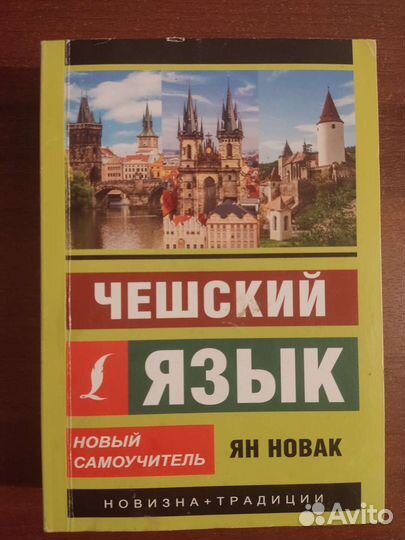 ЧЕШСКИЙ
ЯЗЫК
НОВЫЙ
САМОУЧИТЕЛЬ
ЯН НОВАК
НОВИЗНА+ТРАДИЦИИ
Avito